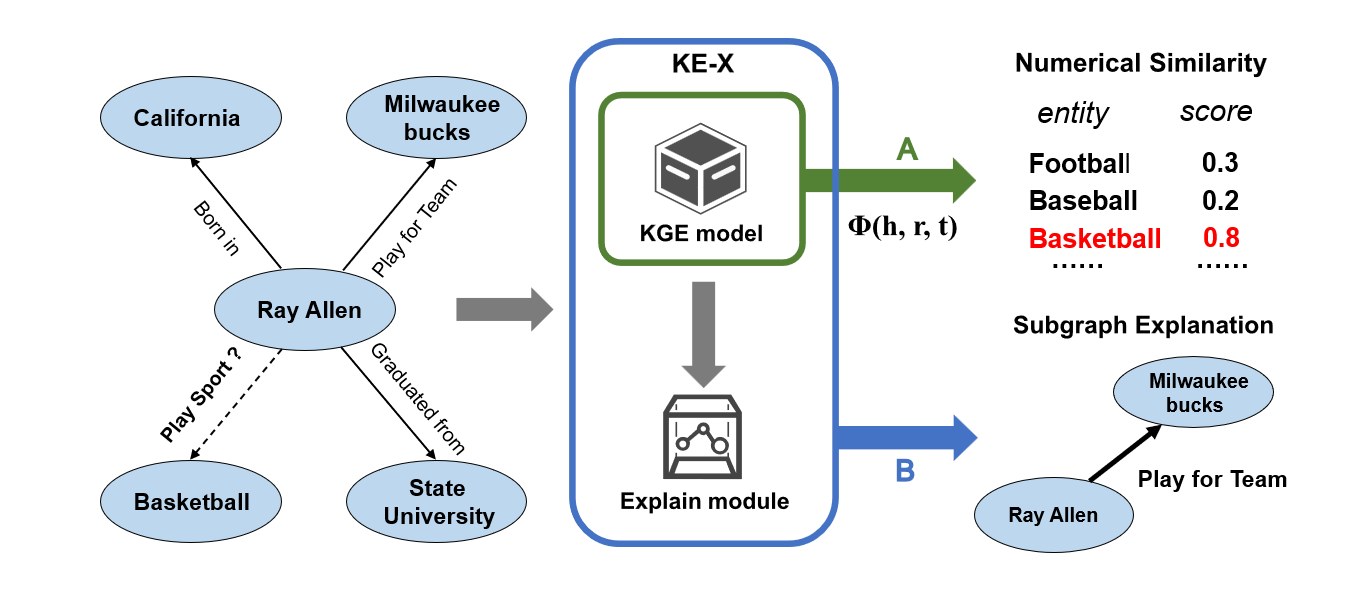 California
Milwaukee
bucks
Born in
Play for Team
Ray Allen
Play Sport ?
Graduated from
Basketball
State
University
KE-X
KGE model
Explain module
A
Φ(h, r, t)
B
Numerical Similarity
entity score
Football 0.3
Baseball 0.2
Basketball 0.8
...... ......
Subgraph Explanation
Milwaukee
bucks
Play for Team
Ray Allen